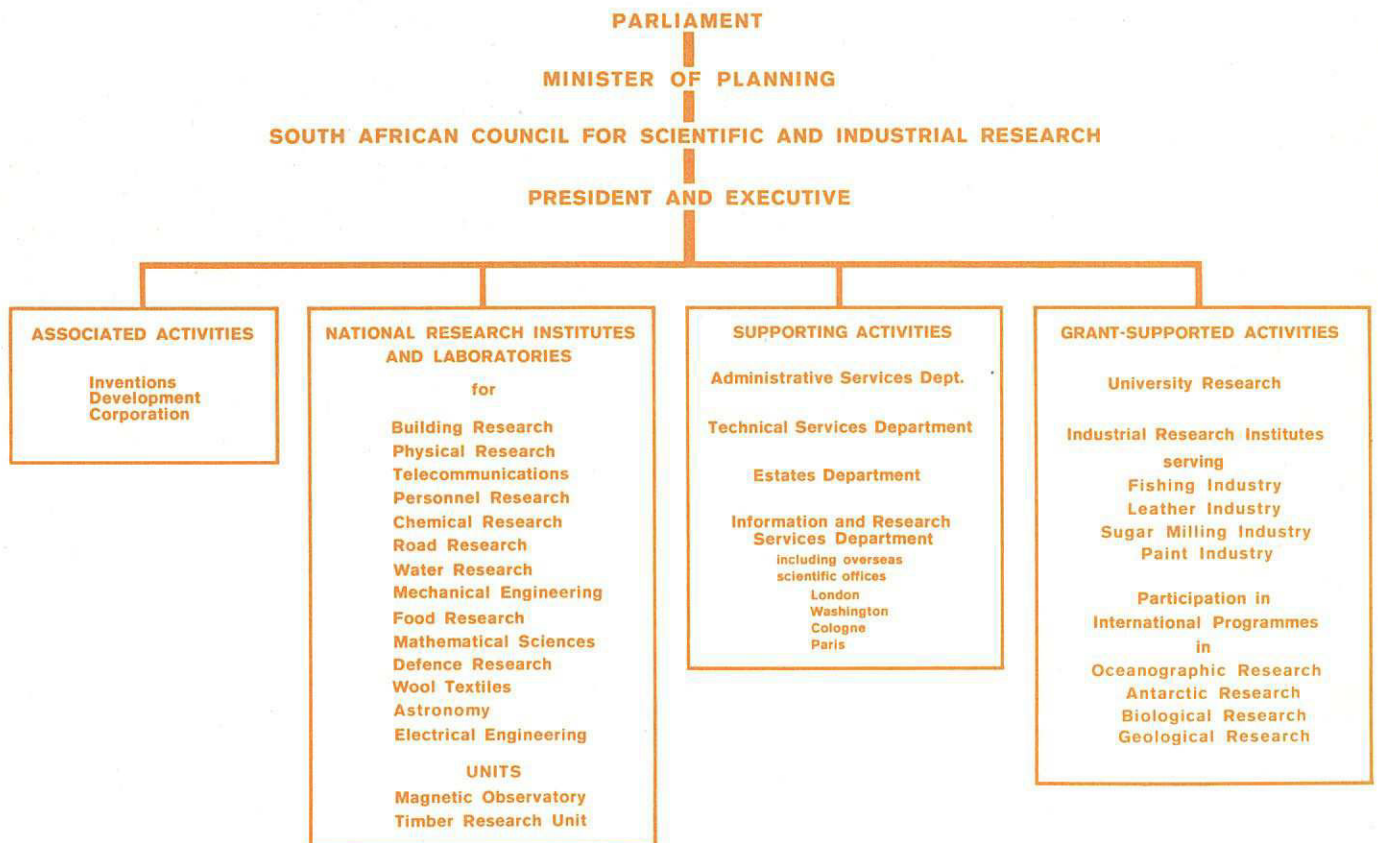 PARLIAMENT
MINISTER OF PLANNING
SOUTH AFRICAN COUNCIL FOR SCIENTIFIC AND INDUSTRIAL RESEARCH
PRESIDENT AND EXECUTIVE
ASSOCIATED ACTIVITIES
Inventions
Development
Corporation
NATIONAL RESEARCH INSTITUTES
AND LABORATORIES
for
Building Research
Physical Research
Telecommunications
Personnel Research
Chemical Research
Road Research
Water Research
Mechanical Engineering
Food Research
Mathematical Sciences
Defence Research
Wool Textiles
Astronomy
Electrical Engineering
UNITS
Magnetic Observatory
Timber Research Unit
SUPPORTING ACTIVITIES
Administrative Services Dept.
Technical Services Department
Estates Department
Information and Research
Services Department
including overseas
scientific offices
London
Washington
Cologne
Paris
GRANT-SUPPORTED ACTIVITIES
University Research
Industrial Research Institutes
serving
Fishing Industry
Leather Industry
Sugar Milling Industry
Paint Industry
Participation in
International Programmes
in
Oceanographic Research
Antarctic Research
Biological Research
Geological Research